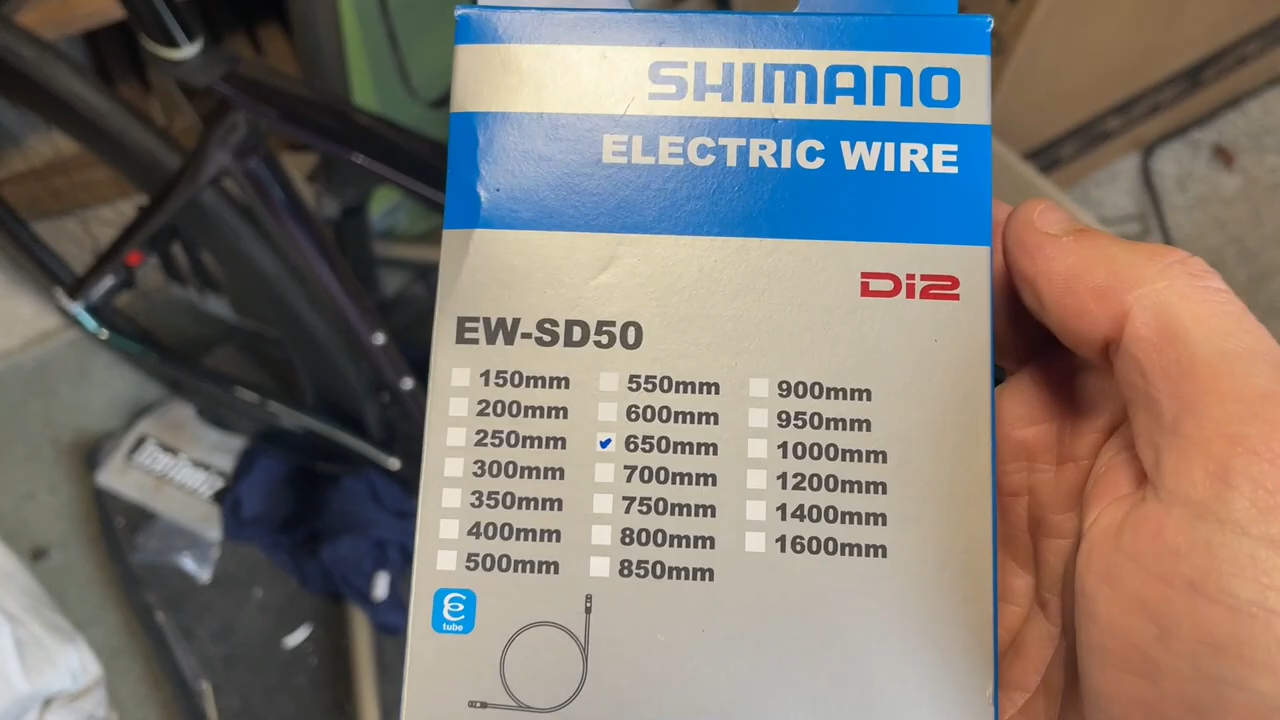 SHIMANO
ELECTRIC WIRE
Di2
EW-SD50
150mm 550mm 900mm
200mm 600mm 950mm
250mm ✔ 650mm 1000mm
300mm 700mm 1200mm
350mm 750mm 1400mm
400mm 800mm 1600mm
500mm 850mm
E
tube